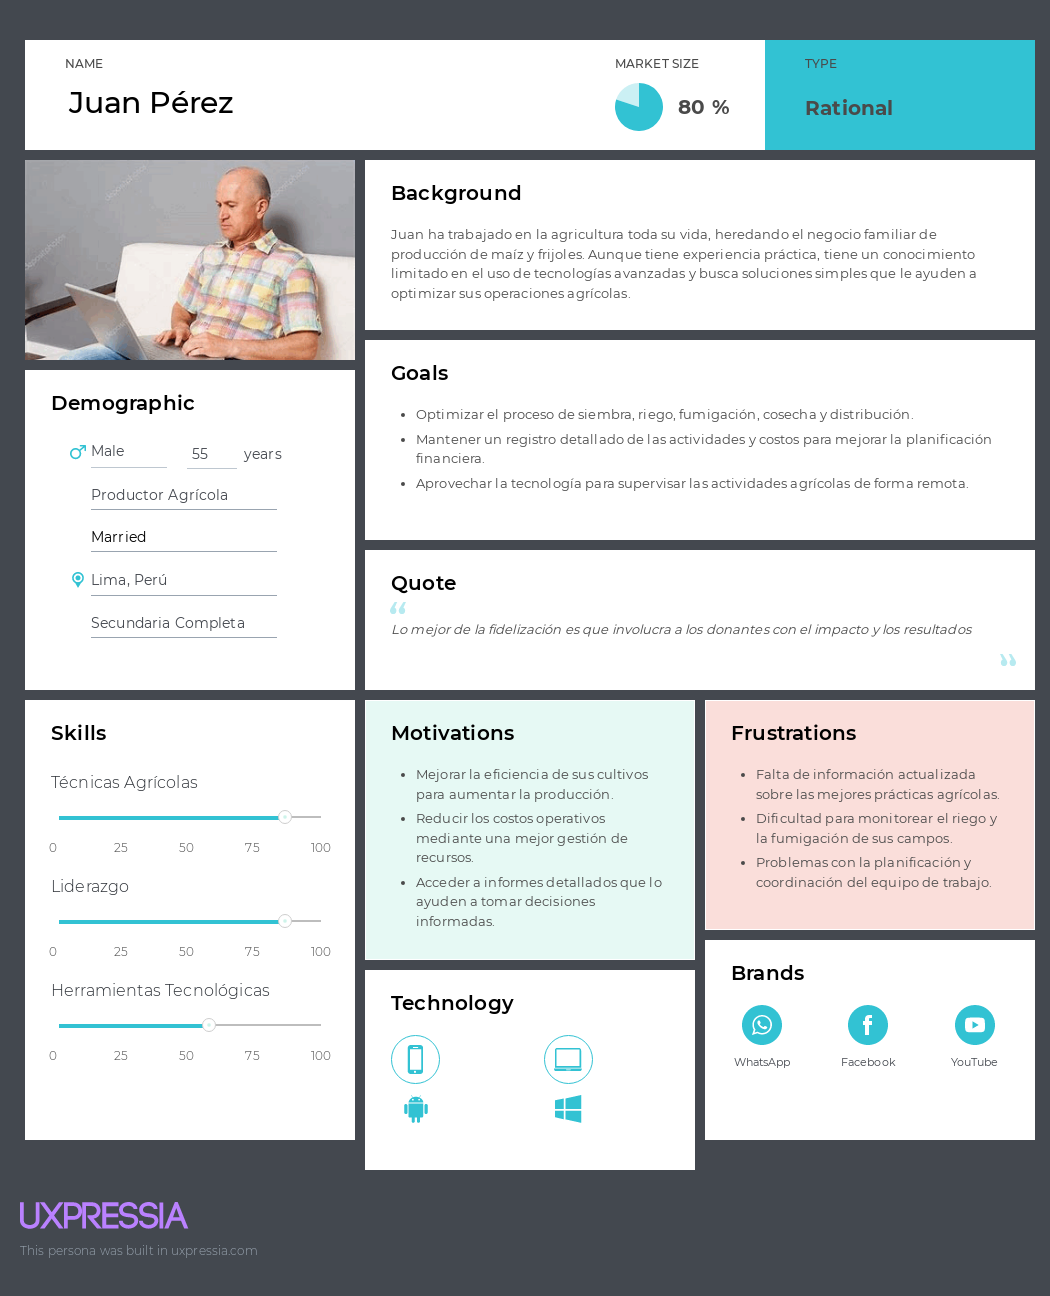 NAME
Juan Pérez
MARKET SIZE
80 %
TYPE
Rational
Background
Juan ha trabajado en la agricultura toda su vida, heredando el negocio familiar de
producción de maíz y frijoles. Aunque tiene experiencia práctica, tiene un conocimiento
limitado en el uso de tecnologías avanzadas y busca soluciones simples que le ayuden a
optimizar sus operaciones agrícolas.
Demographic
Male
55 years
Productor Agrícola
Married
Lima, Perú
Secundaria Completa
Goals
Optimizar el proceso de siembra, riego, fumigación, cosecha y distribución.
Mantener un registro detallado de las actividades y costos para mejorar la planificación
financiera.
Aprovechar la tecnología para supervisar las actividades agrícolas de forma remota.
Quote
“
Lo mejor de la fidelización es que involucra a los donantes con el impacto y los resultados
”
Skills
Técnicas Agrícolas
0 25 50 75 100
Liderazgo
0 25 50 75 100
Herramientas Tecnológicas
0 25 50 75 100
Motivations
Mejorar la eficiencia de sus cultivos
para aumentar la producción.
Reducir los costos operativos
mediante una mejor gestión de
recursos.
Acceder a informes detallados que lo
ayuden a tomar decisiones
informadas.
Technology
Frustrations
Falta de información actualizada
sobre las mejores prácticas agrícolas.
Dificultad para monitorear el riego y
la fumigación de sus campos.
Problemas con la planificación y
coordinación del equipo de trabajo.
Brands
WhatsApp
Facebook
YouTube
UXPRESSIA
This persona was built in uxpressia.com